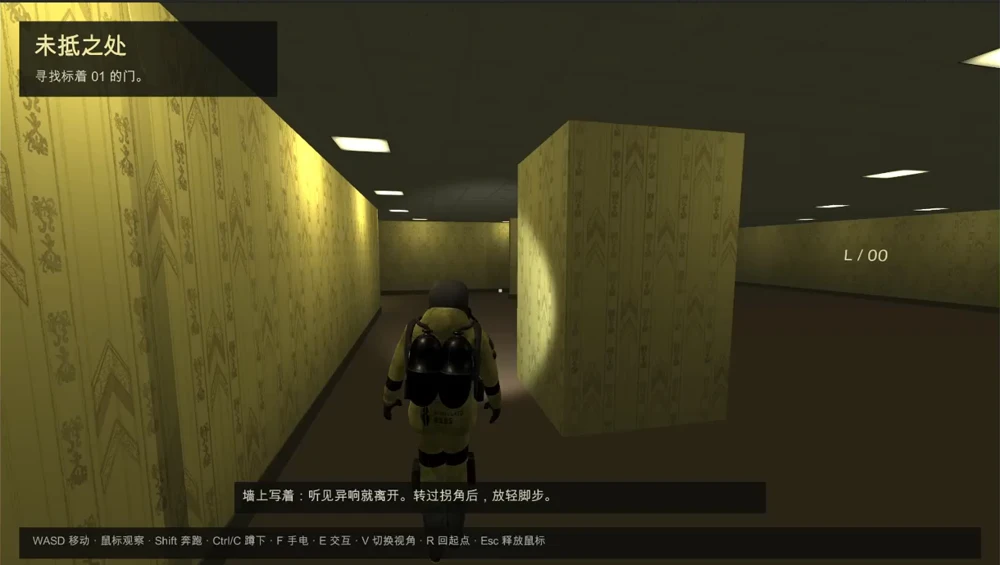 未抵之处
寻找标着 01 的门。
L / 00
墙上写着：听见异响就离开。转过拐角后，放轻脚步。
WASD 移动 · 鼠标观察 · Shift 奔跑 · Ctrl/C 蹲下 · F 手电 · E 交互 · V 切换视角 · R 回起点 · Esc 释放鼠标